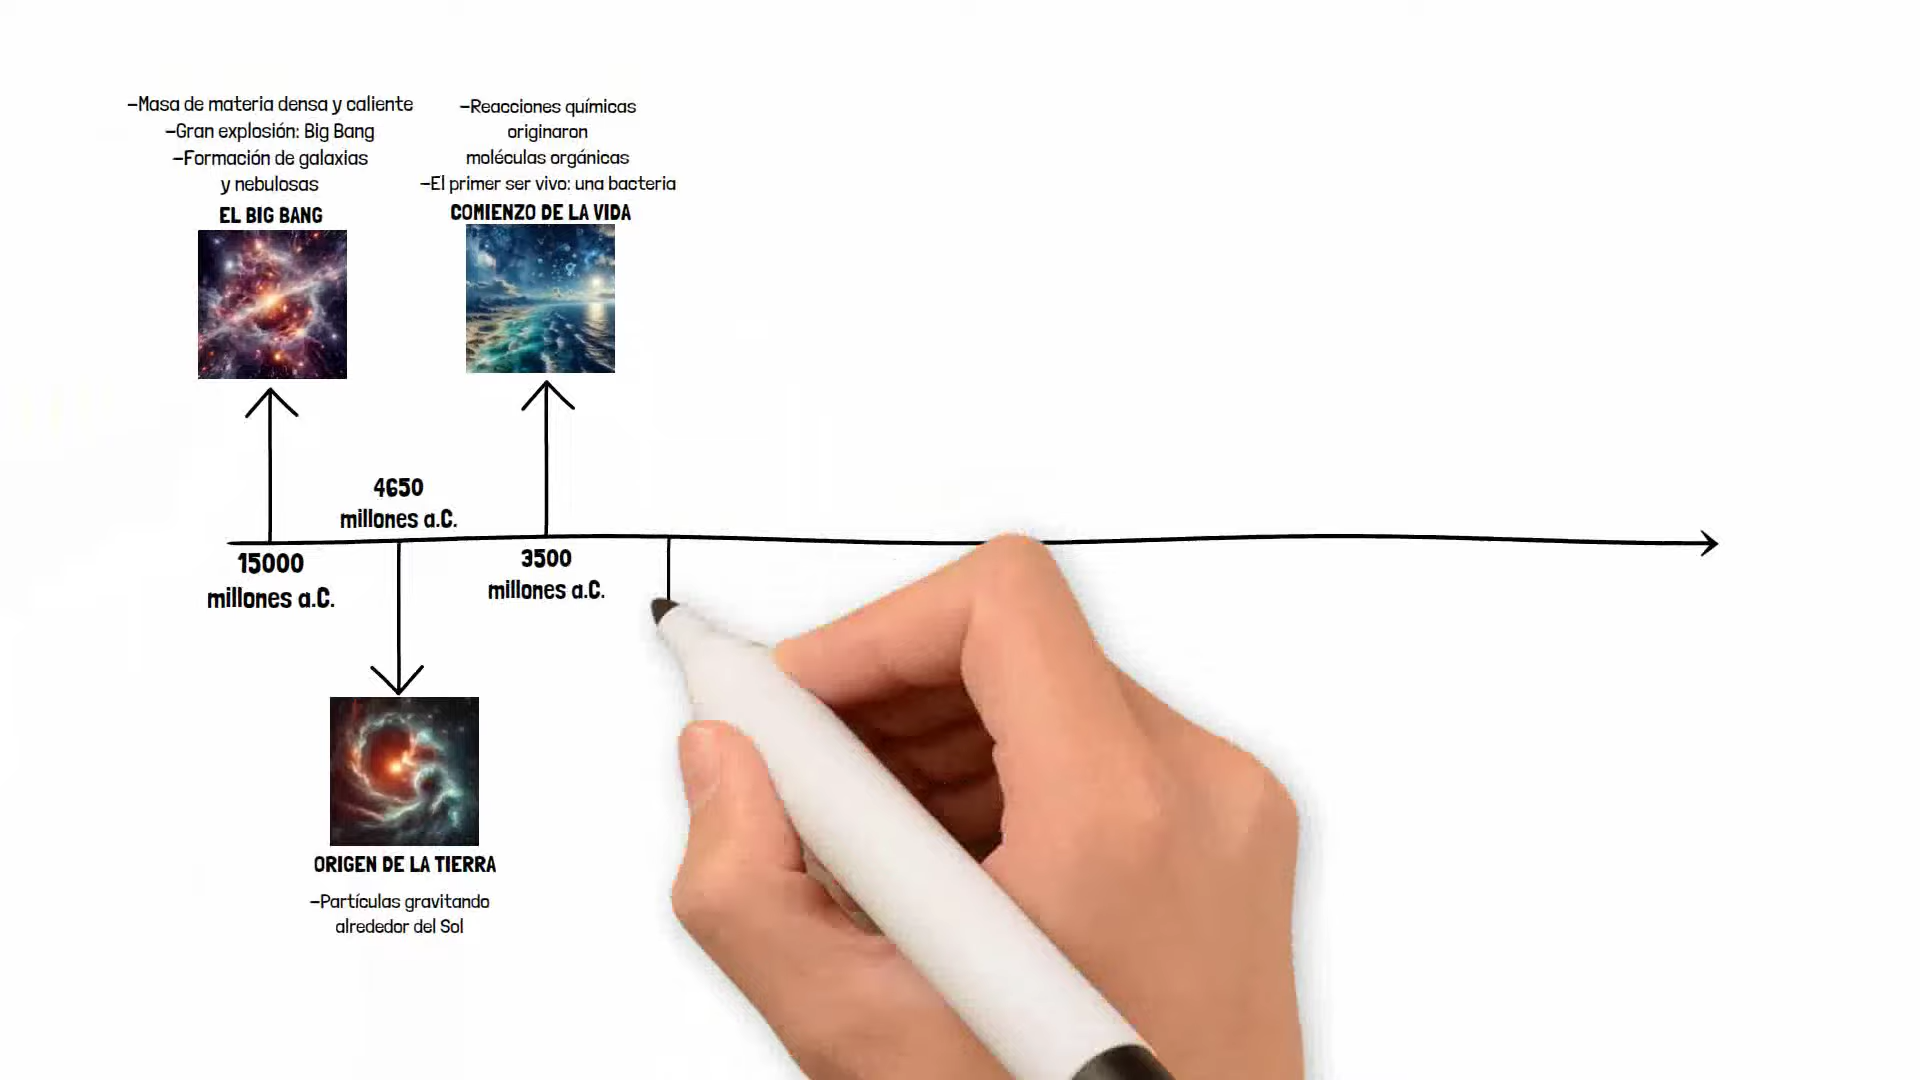 -Masa de materia densa y caliente
-Gran explosión: Big Bang
-Formación de galaxias
y nebulosas
EL BIG BANG
-Reacciones químicas
originaron
moléculas orgánicas
-El primer ser vivo: una bacteria
COMIENZO DE LA VIDA
4650
millones a.C.
15000
millones a.C.
3500
millones a.C.
ORIGEN DE LA TIERRA
-Partículas gravitando
alrededor del Sol